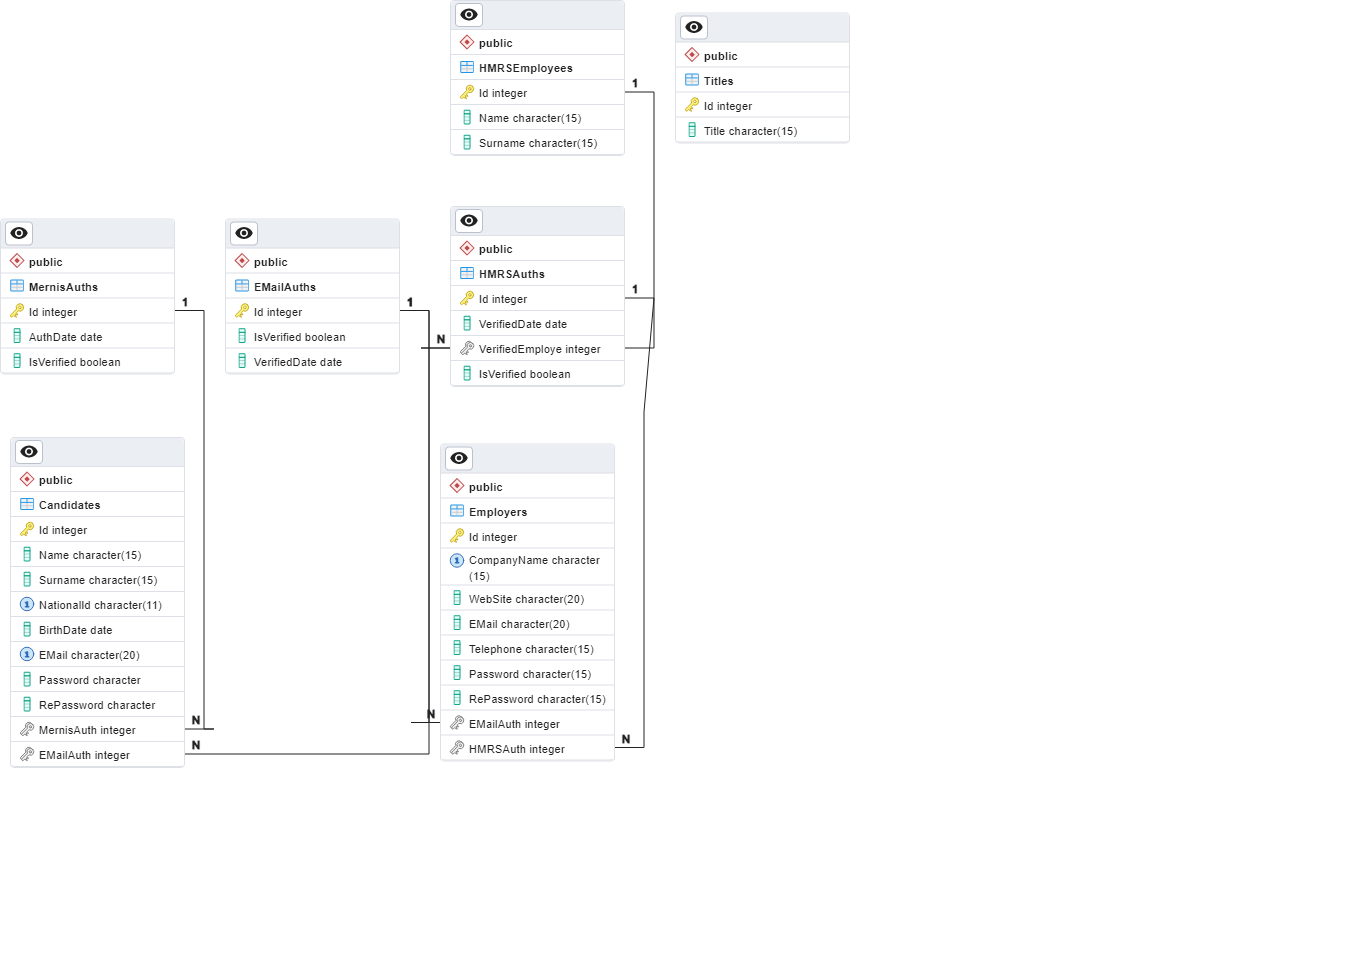 public
HMRSEmployees
Id integer
Name character(15)
Surname character(15)
1
public
Titles
Id integer
Title character(15)
public
MernisAuths
Id integer
AuthDate date
IsVerified boolean
1
public
EMailAuths
Id integer
IsVerified boolean
VerifiedDate date
1
public
HMRSAuths
Id integer
VerifiedDate date
VerifiedEmploye integer
IsVerified boolean
1
N
public
Candidates
Id integer
Name character(15)
Surname character(15)
NationalId character(11)
BirthDate date
EMail character(20)
Password character
RePassword character
MernisAuth integer
EMailAuth integer
N
N
public
Employers
Id integer
CompanyName character
(15)
WebSite character(20)
EMail character(20)
Telephone character(15)
Password character(15)
RePassword character(15)
EMailAuth integer
HMRSAuth integer
N
N